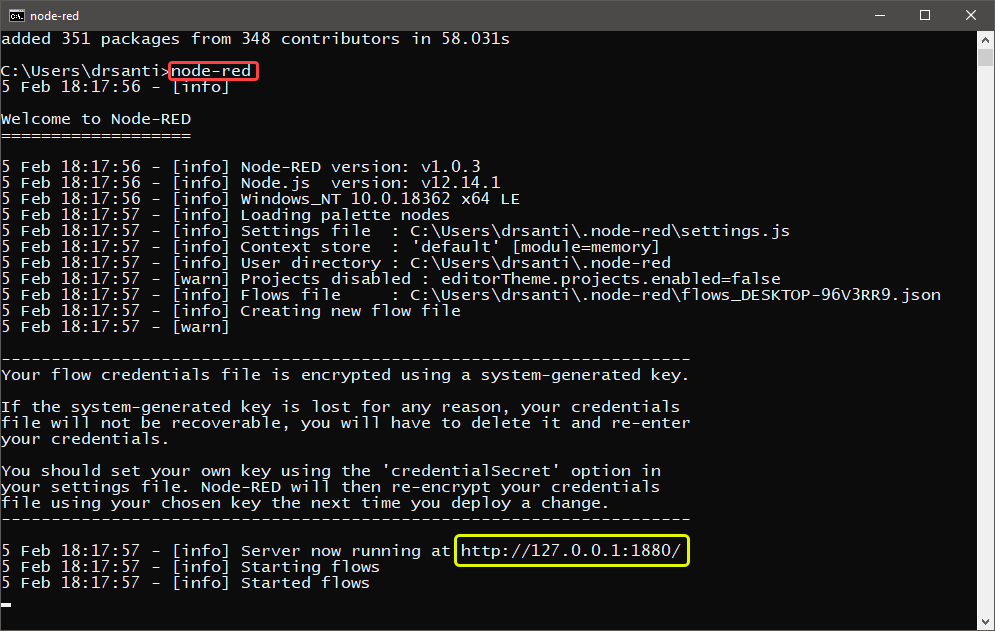 node-red
added 351 packages from 348 contributors in 58.031s
C:\Users\drsanti>node-red
5 Feb 18:17:56 - [info]
Welcome to Node-RED
===================
5 Feb 18:17:56 - [info] Node-RED version: v1.0.3
5 Feb 18:17:56 - [info] Node.js  version: v12.14.1
5 Feb 18:17:56 - [info] Windows_NT 10.0.18362 x64 LE
5 Feb 18:17:57 - [info] Loading palette nodes
5 Feb 18:17:57 - [info] Settings file  : C:\Users\drsanti\.node-red\settings.js
5 Feb 18:17:57 - [info] Context store  : 'default' [module=memory]
5 Feb 18:17:57 - [info] User directory : C:\Users\drsanti\.node-red
5 Feb 18:17:57 - [warn] Projects disabled : editorTheme.projects.enabled=false
5 Feb 18:17:57 - [info] Flows file     : C:\Users\drsanti\.node-red\flows_DESKTOP-96V3RR9.json
5 Feb 18:17:57 - [info] Creating new flow file
5 Feb 18:17:57 - [warn]
---------------------------------------------------------------------
Your flow credentials file is encrypted using a system-generated key.
If the system-generated key is lost for any reason, your credentials
file will not be recoverable, you will have to delete it and re-enter
your credentials.
You should set your own key using the 'credentialSecret' option in
your settings file. Node-RED will then re-encrypt your credentials
file using your chosen key the next time you deploy a change.
---------------------------------------------------------------------
5 Feb 18:17:57 - [info] Server now running at http://127.0.0.1:1880/
5 Feb 18:17:57 - [info] Starting flows
5 Feb 18:17:57 - [info] Started flows